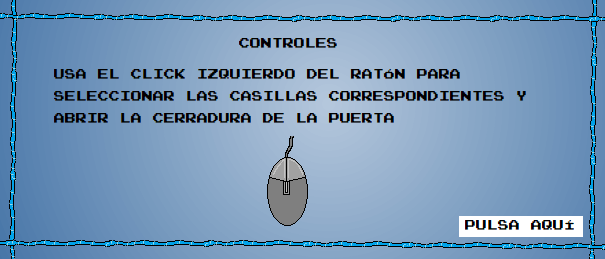 CONTROLES
USA EL CLICK IZQUIERDO DEL RATóN PARA
SELECCIONAR LAS CASILLAS CORRESPONDIENTES Y
ABRIR LA CERRADURA DE LA PUERTA
PULSA AQUí